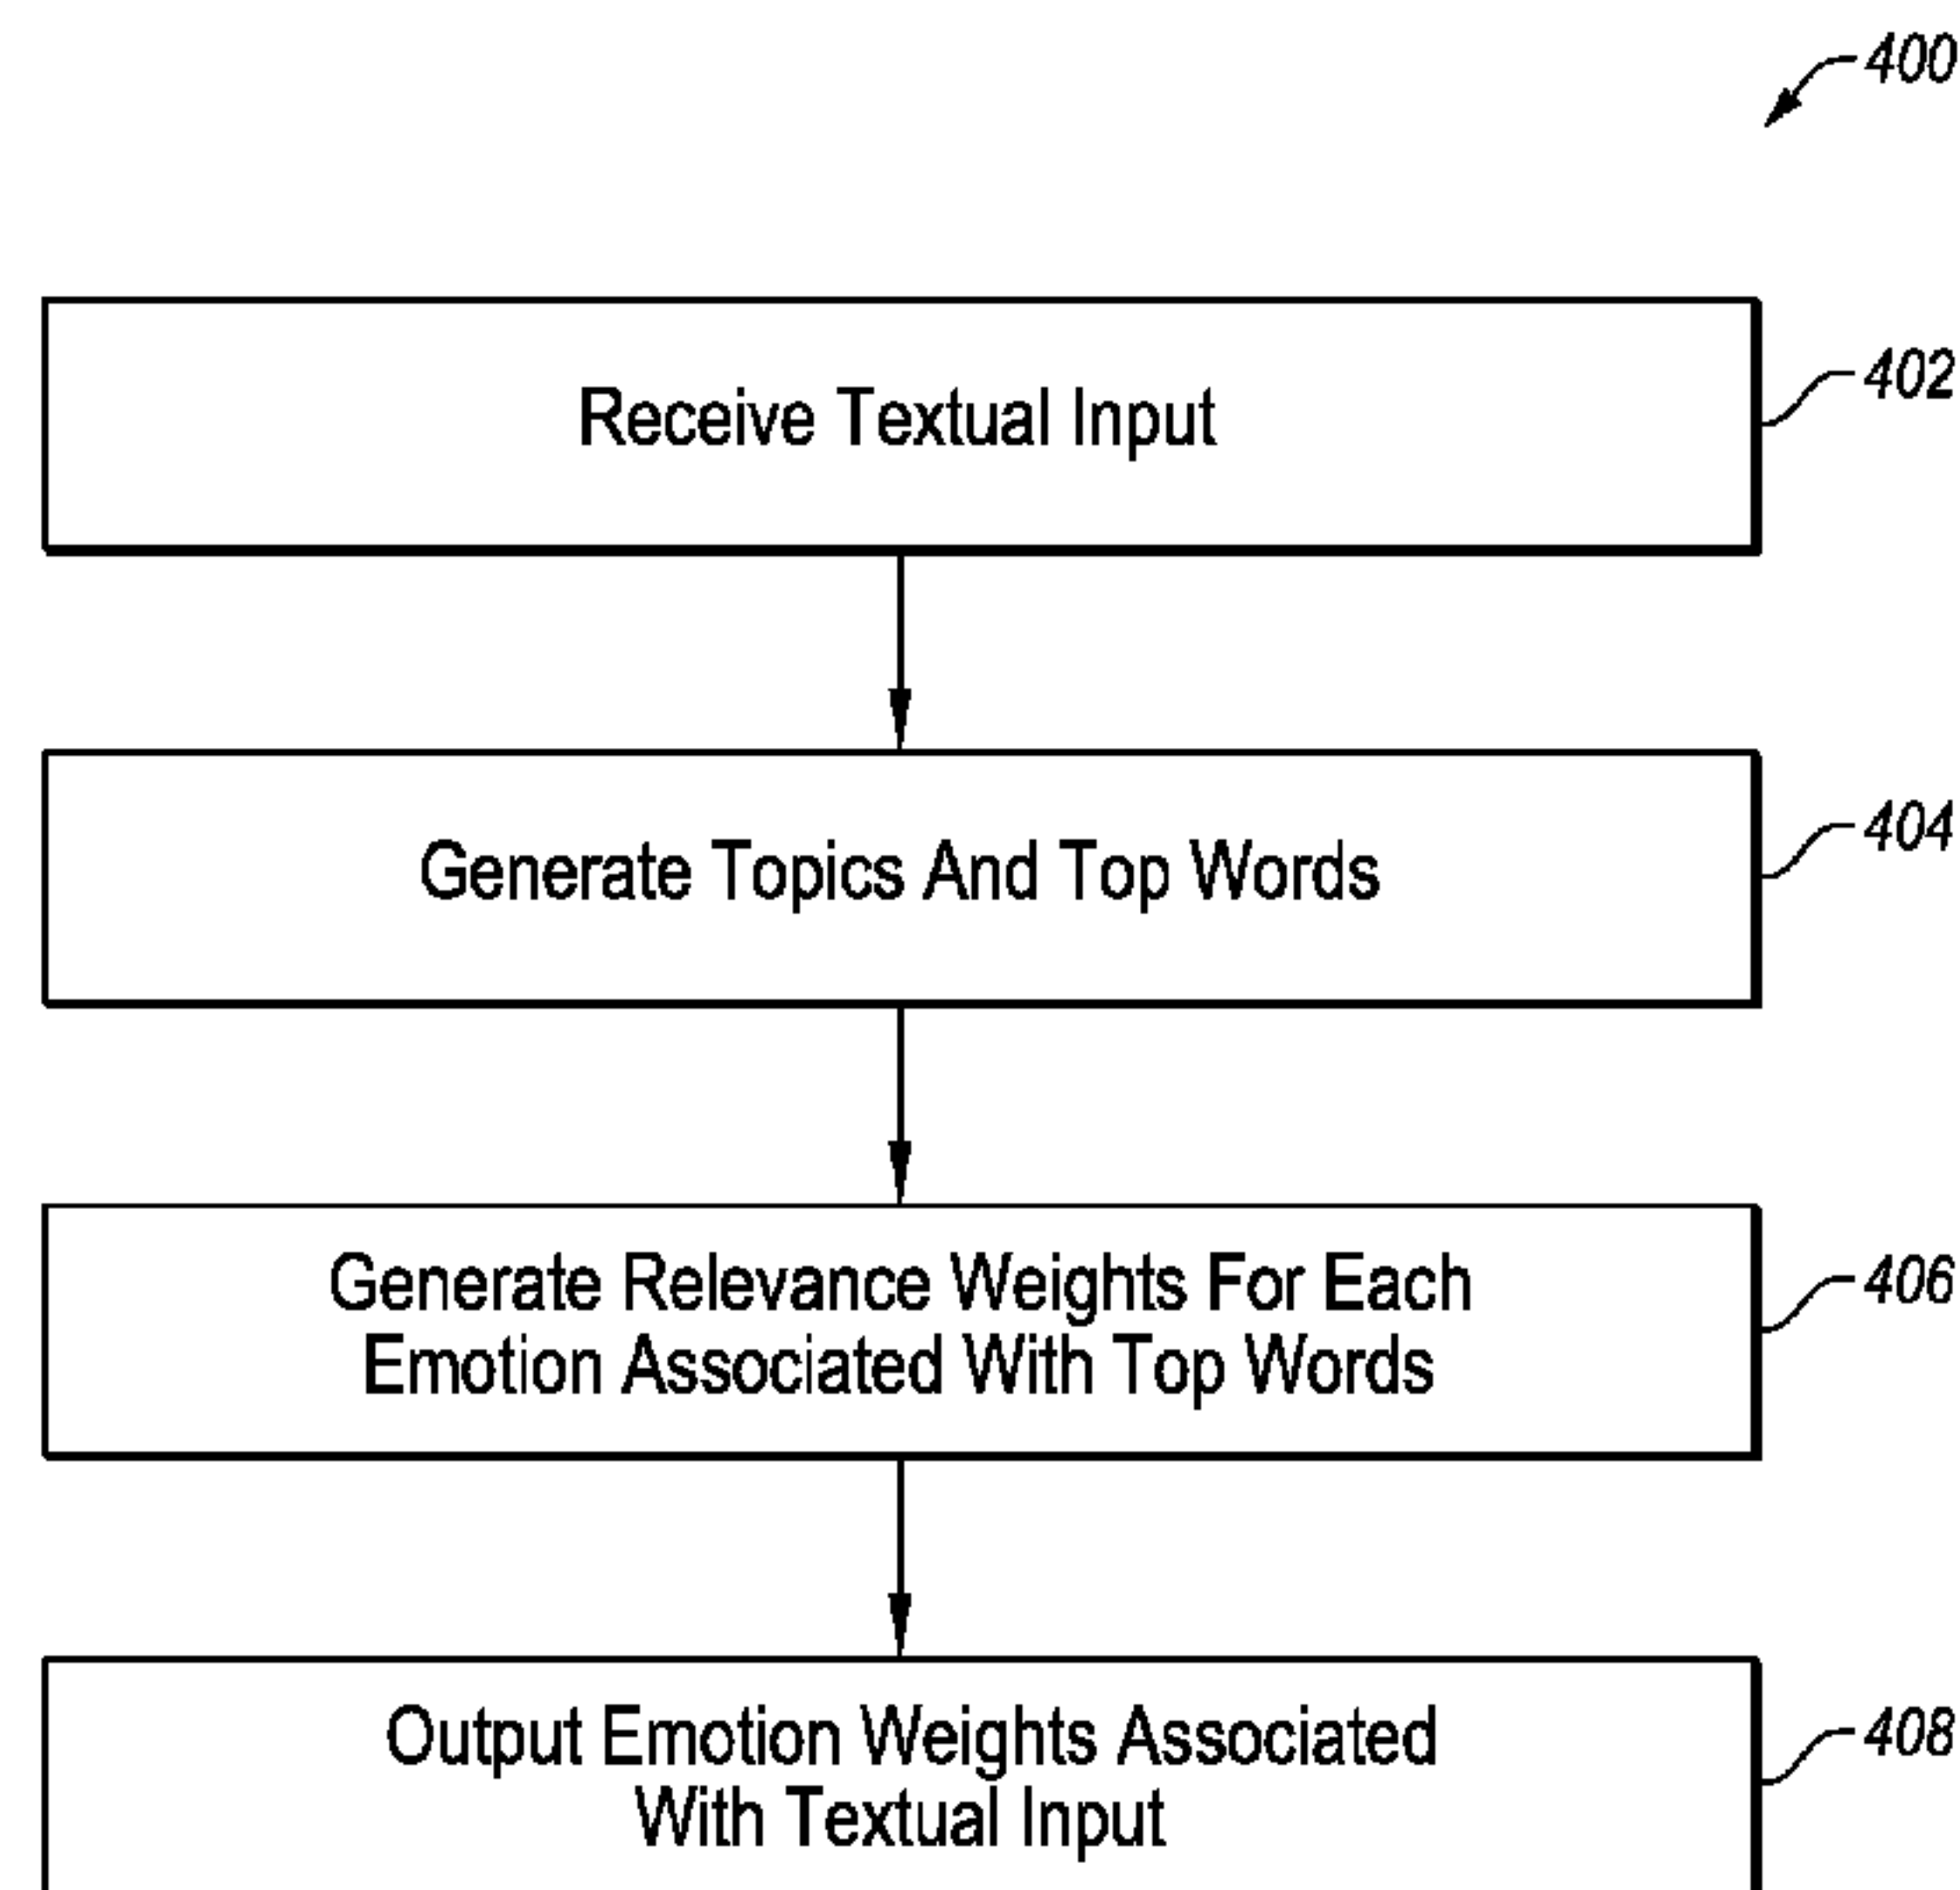 400
Receive Textual Input
402
Generate Topics And Top Words
404
Generate Relevance Weights For Each
Emotion Associated With Top Words
406
Output Emotion Weights Associated
With Textual Input
408